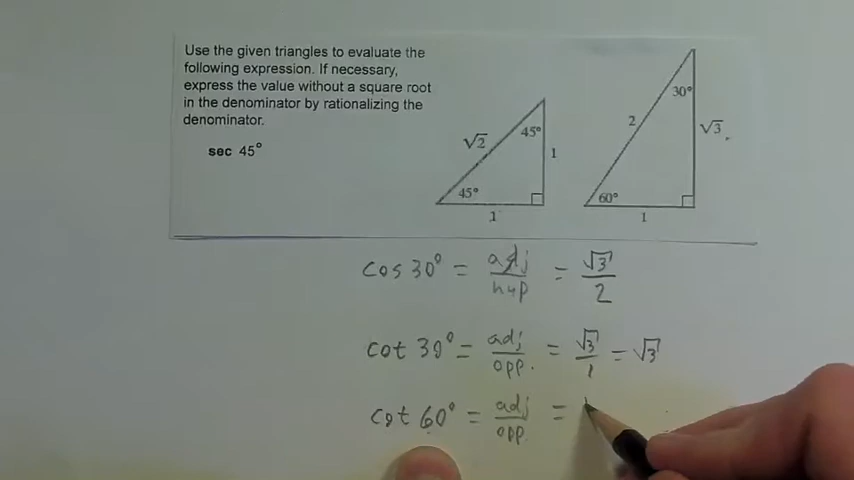 Use the given triangles to evaluate the
following expression. If necessary,
express the value without a square root
in the denominator by rationalizing the
denominator.
sec 45°
√2
45°
1
45°
1
2
30°
√3
60°
1
cos 30° = adj/hyp = √3/2
cot 30° = adj/opp. = √3/1 = √3
cot 60° = adj/opp =